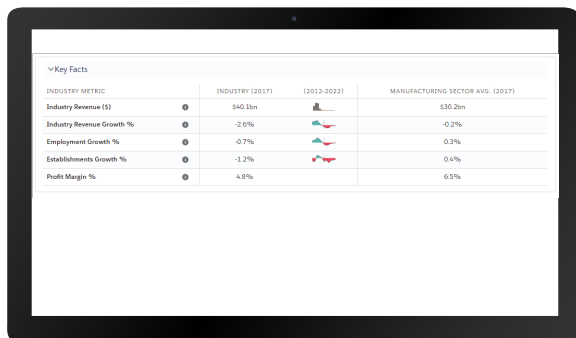 Key Facts
INDUSTRY METRIC INDUSTRY (2017) (2012-2022) MANUFACTURING SECTOR AVG. (2017)
Industry Revenue ($) $40.1bn $30.2bn
Industry Revenue Growth % -2.6% -0.2%
Employment Growth % -0.7% 0.3%
Establishments Growth % -1.2% 0.4%
Profit Margin % 4.8% 6.5%